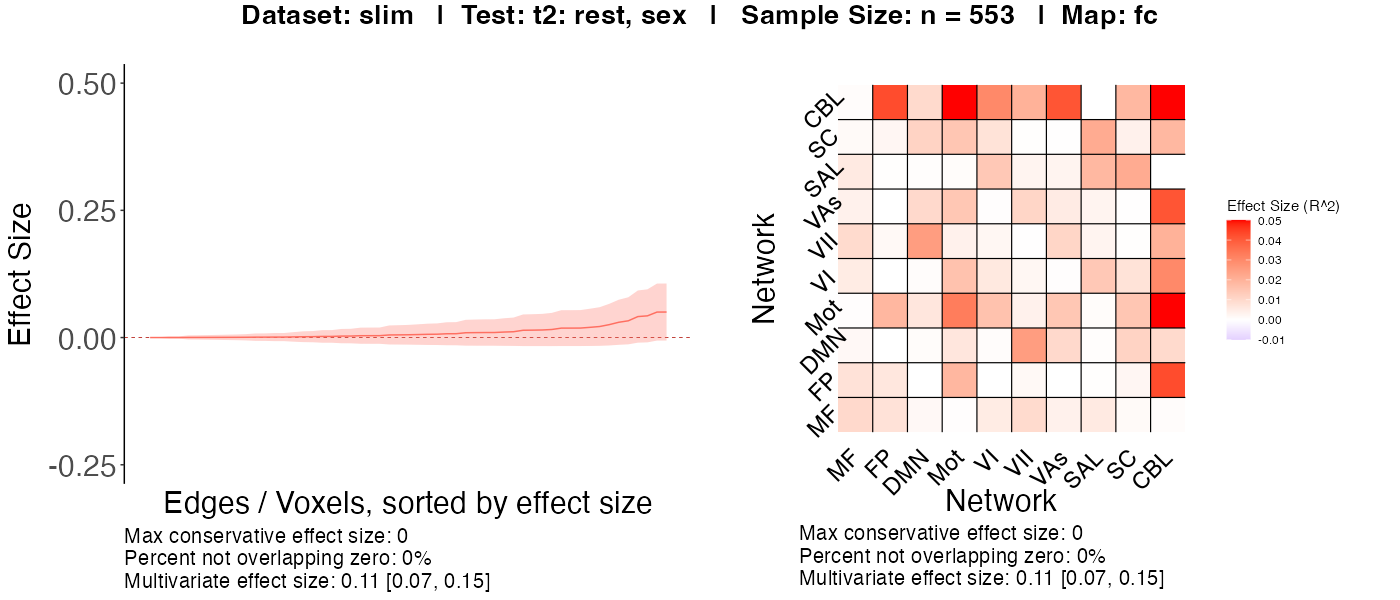 Dataset: slim | Test: t2: rest, sex | Sample Size: n = 553 | Map: fc
Effect Size
0.50
0.25
0.00
-0.25
Edges / Voxels, sorted by effect size
Max conservative effect size: 0
Percent not overlapping zero: 0%
Multivariate effect size: 0.11 [0.07, 0.15]
Network
CBL
SC
SAL
VAs
VII
VI
Mot
DMN
FP
MF
MF FP DMN Mot VI VII VAs SAL SC CBL
Network
Max conservative effect size: 0
Percent not overlapping zero: 0%
Multivariate effect size: 0.11 [0.07, 0.15]
Effect Size (R^2)
0.05
0.04
0.03
0.02
0.01
0.00
-0.01